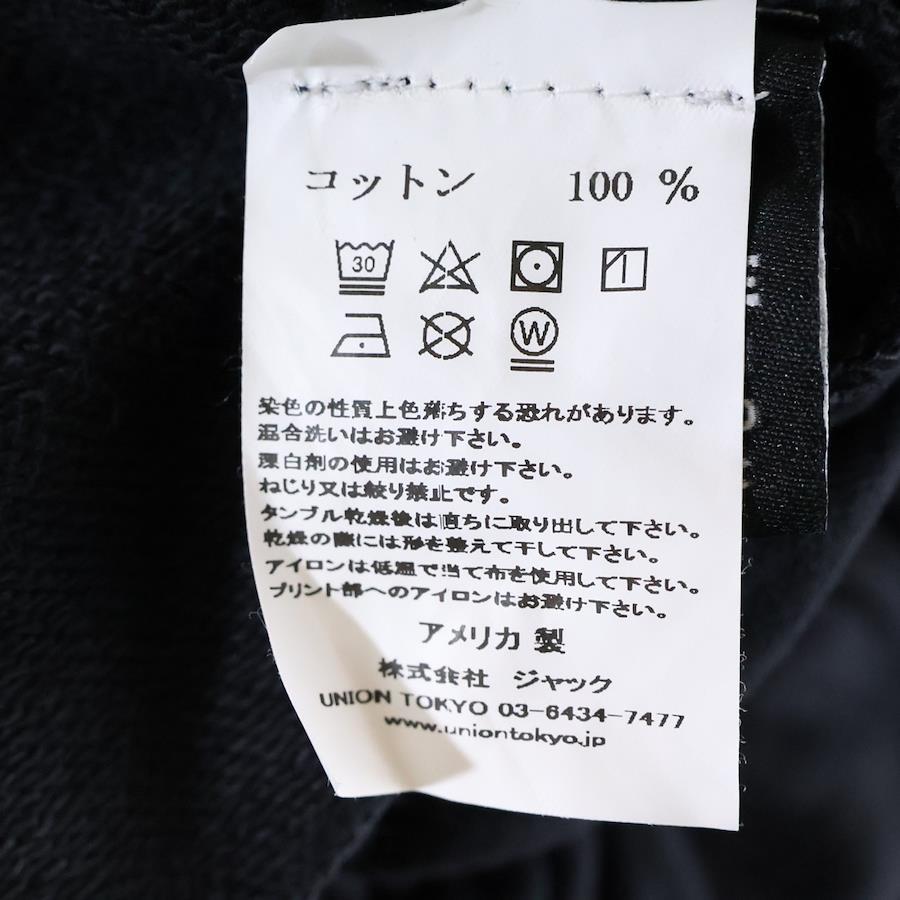 コットン 100 %
30
W
染色の性質上色落ちする恐れがあります。
混合洗いはお避け下さい。
漂白剤の使用はお避け下さい。
ねじり又は絞り禁止です。
タンブル乾燥後は直ちに取り出して下さい。
乾燥の際には形を整えて干して下さい。
アイロンは低温で当て布を使用して下さい。
プリント部へのアイロンはお避け下さい。
アメリカ製
株式会社 ジャック
UNION TOKYO 03-6434-7477
www.uniontokyo.jp